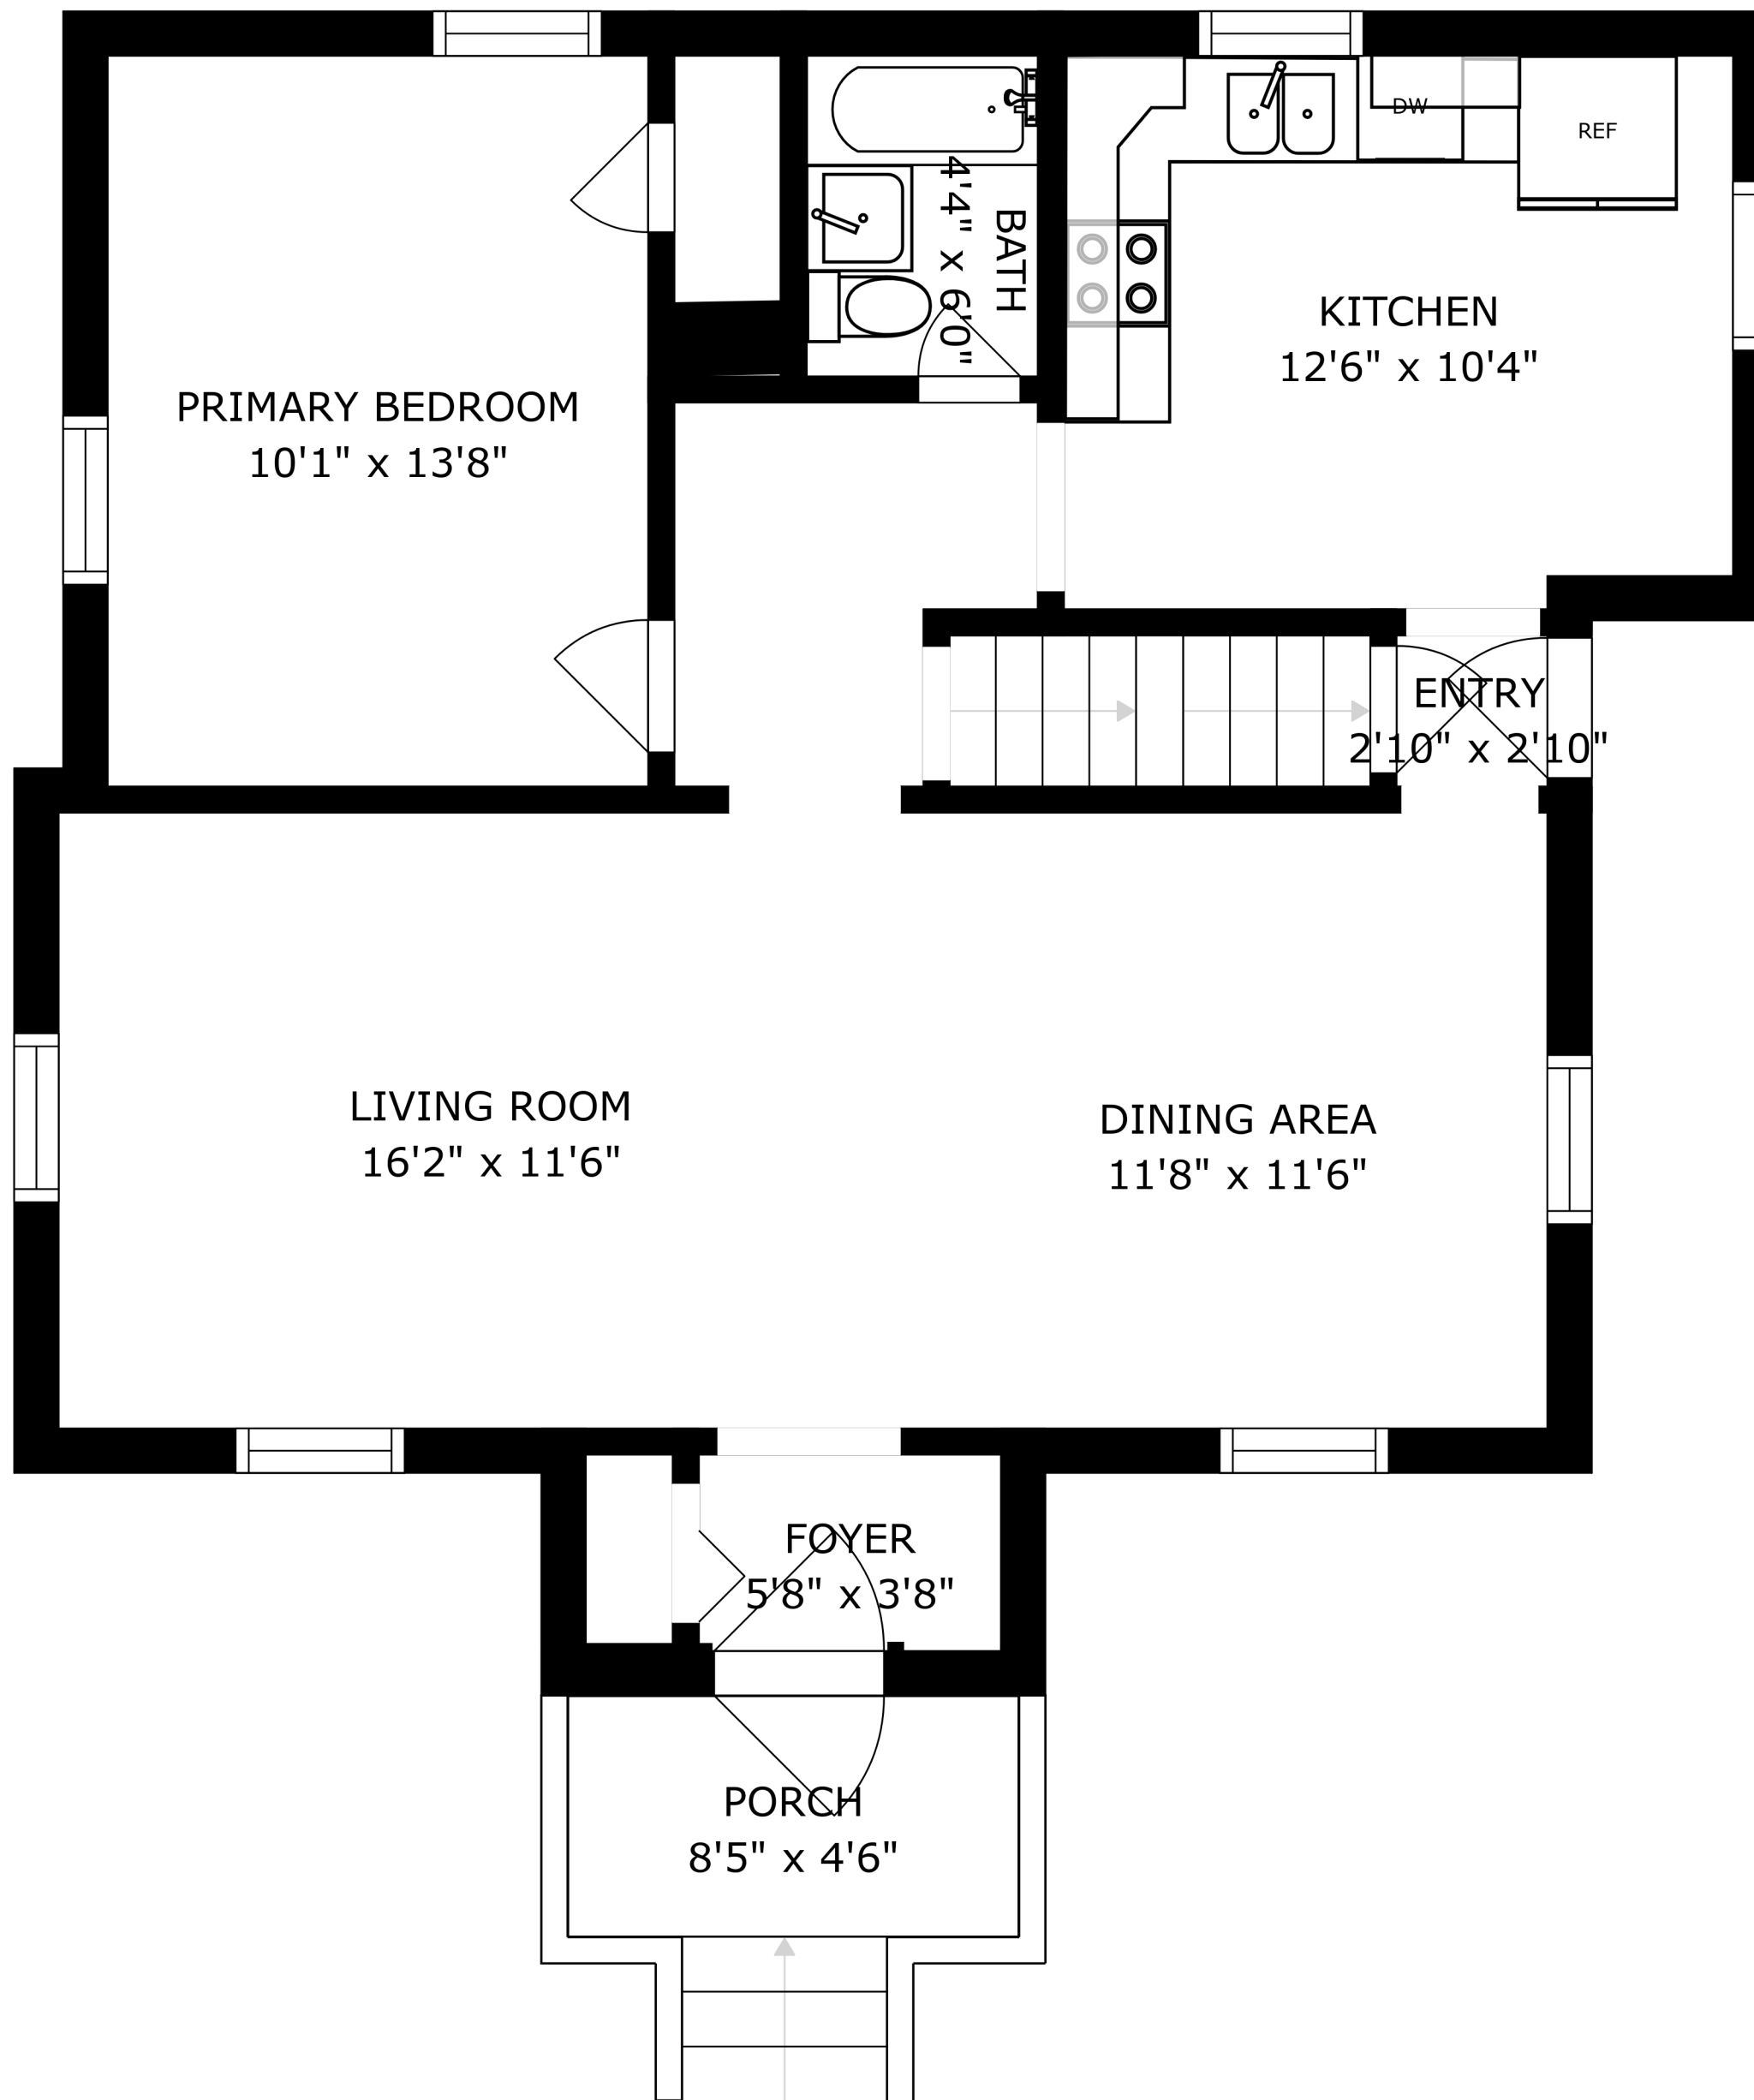 DW
REF
BATH
4'4" x 6'0"
KITCHEN
12'6" x 10'4"
PRIMARY BEDROOM
10'1" x 13'8"
ENTRY
2'10" x 2'10"
LIVING ROOM
16'2" x 11'6"
DINING AREA
11'8" x 11'6"
FOYER
5'8" x 3'8"
PORCH
8'5" x 4'6"